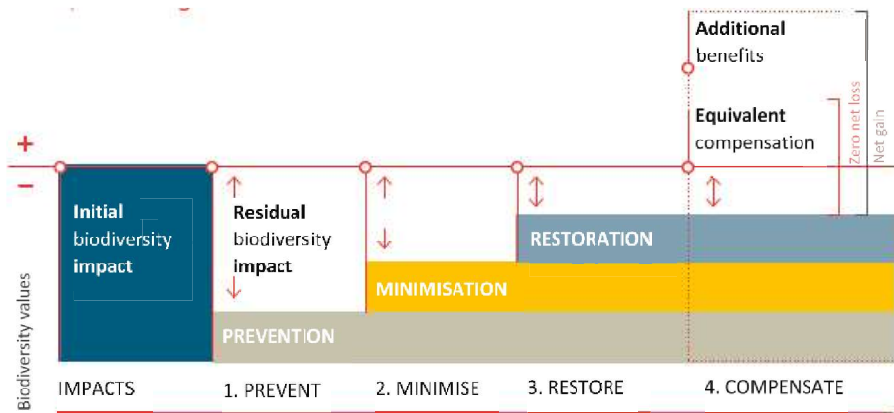 Additional
benefits
Equivalent
compensation
Zero net loss
Net gain
+
−
Initial
biodiversity
impact
Residual
biodiversity
impact
RESTORATION
MINIMISATION
PREVENTION
Biodiversity values
IMPACTS
1. PREVENT
2. MINIMISE
3. RESTORE
4. COMPENSATE